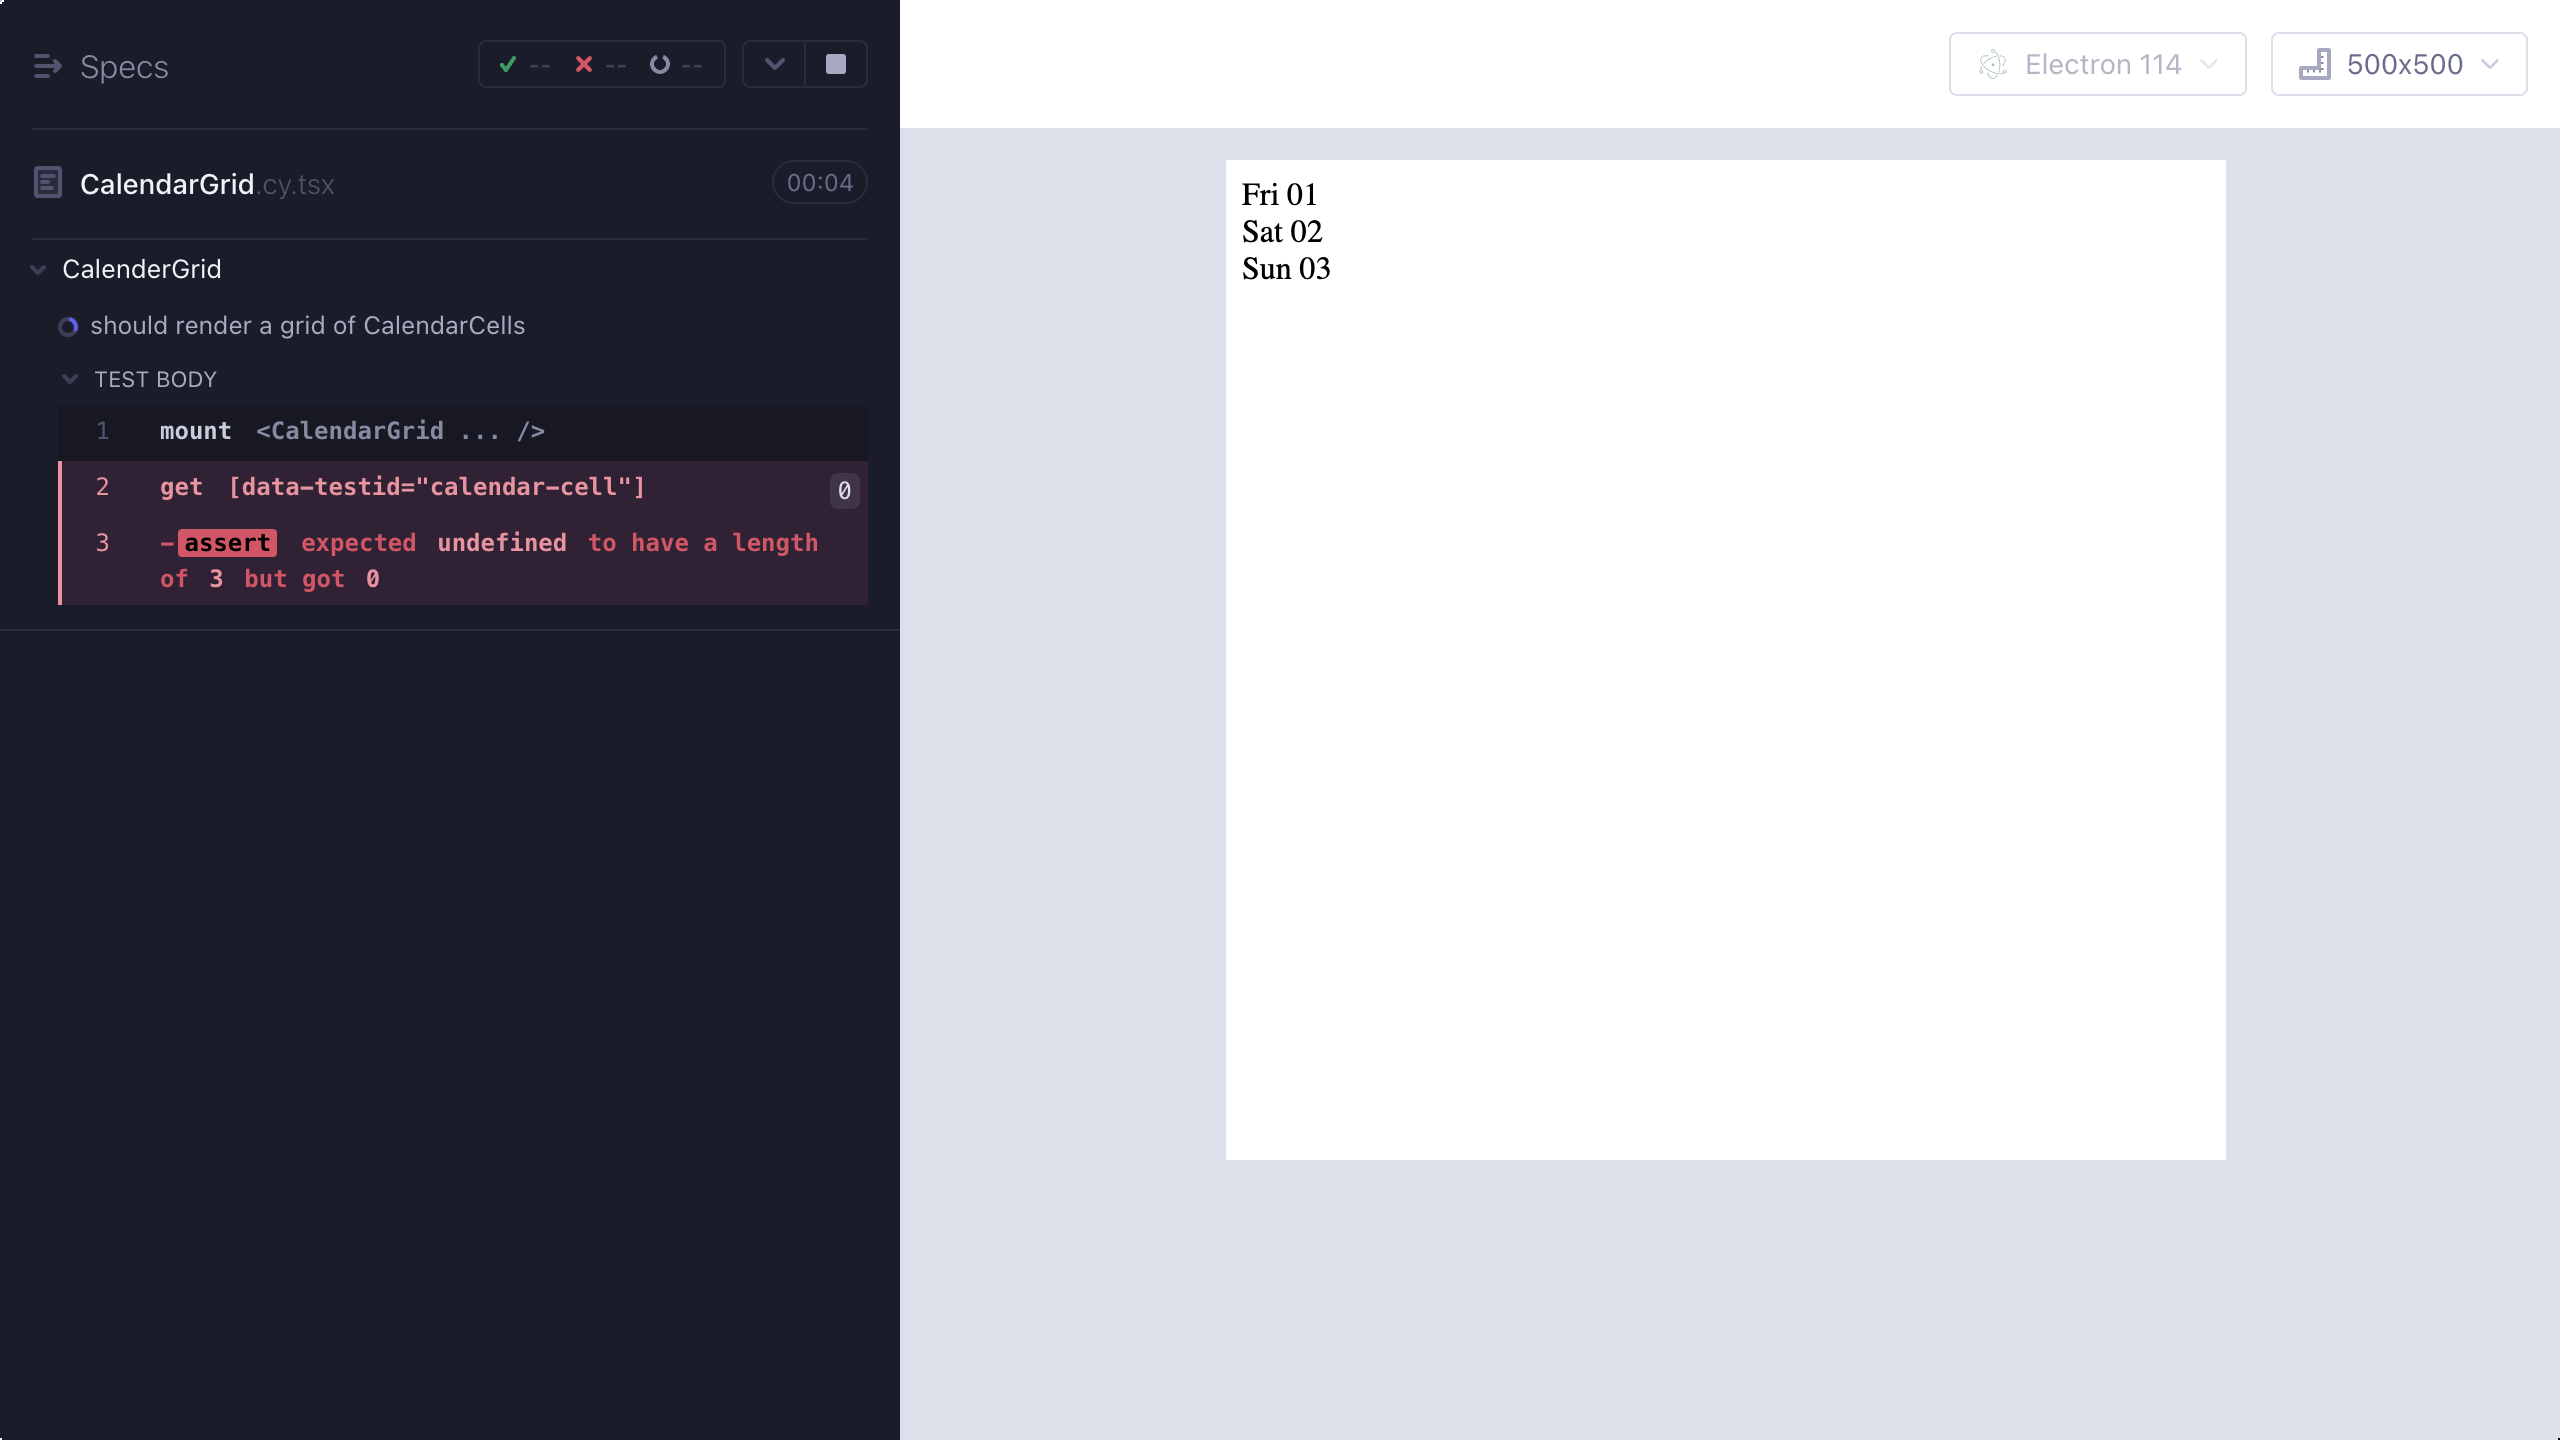 Specs
-- -- --
CalendarGrid.cy.tsx 00:04
CalenderGrid
should render a grid of CalendarCells
TEST BODY
1 mount <CalendarGrid ... />
2 get [data-testid="calendar-cell"] 0
3 -assert expected undefined to have a length
of 3 but got 0
Electron 114 500x500
Fri 01
Sat 02
Sun 03